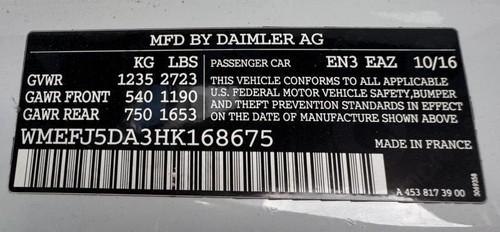 MFD BY DAIMLER AG
KG LBS PASSENGER CAR EN3 EAZ 10/16
GVWR 1235 2723
GAWR FRONT 540 1190
GAWR REAR 750 1653
THIS VEHICLE CONFORMS TO ALL APPLICABLE
U.S. FEDERAL MOTOR VEHICLE SAFETY, BUMPER
AND THEFT PREVENTION STANDARDS IN EFFECT
ON THE DATE OF MANUFACTURE SHOWN ABOVE
WMEFJ5DA3HK168675
MADE IN FRANCE
A 453 817 39 00